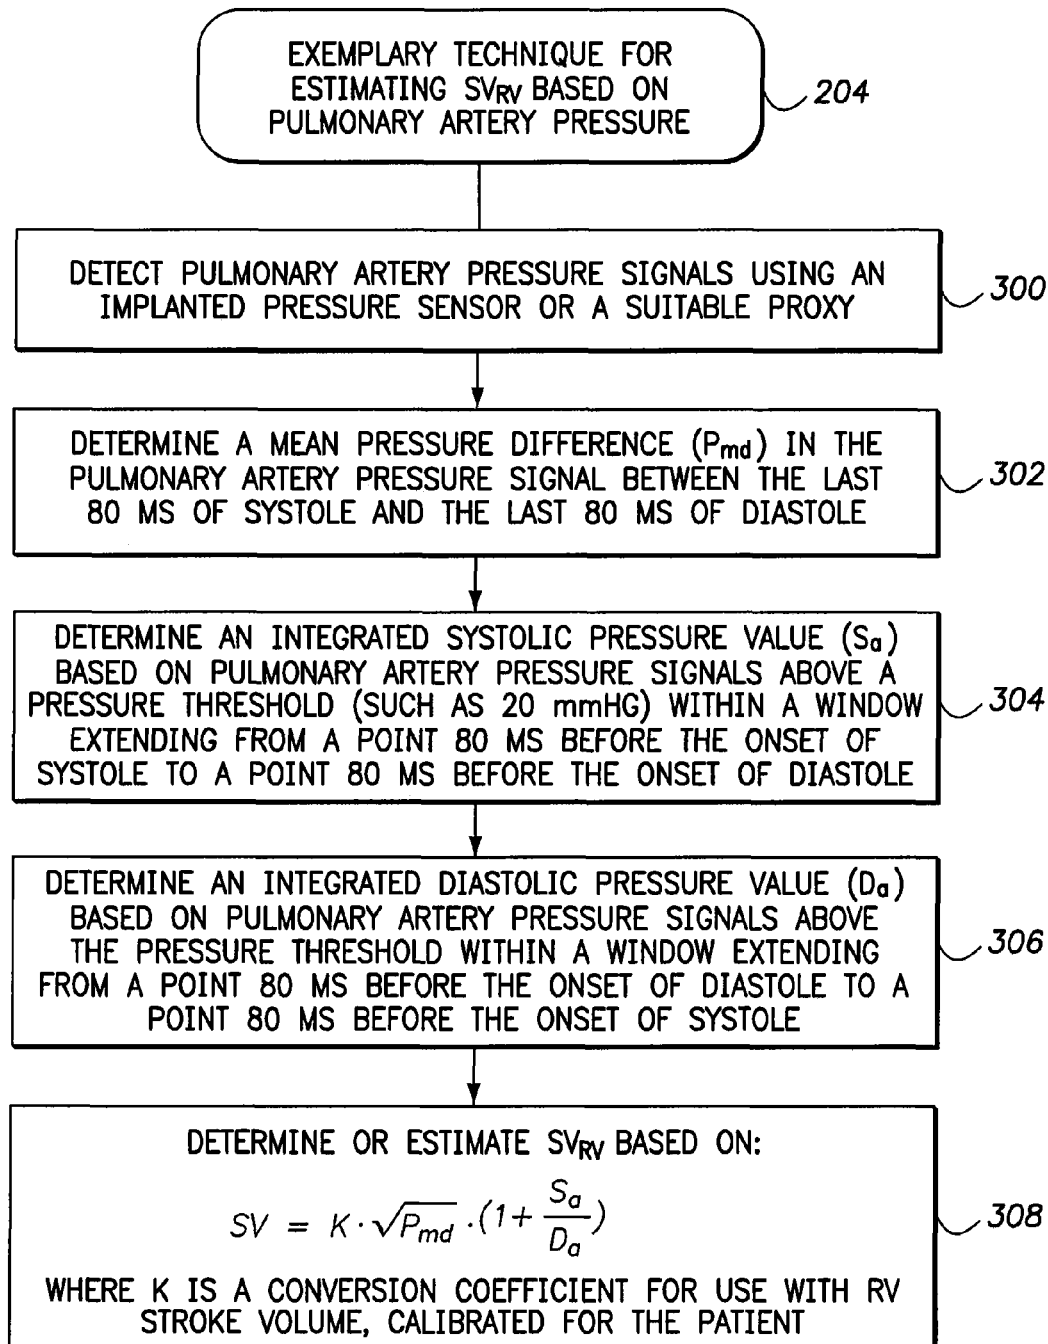 EXEMPLARY TECHNIQUE FOR
ESTIMATING SVRV BASED ON
PULMONARY ARTERY PRESSURE
204
DETECT PULMONARY ARTERY PRESSURE SIGNALS USING AN
IMPLANTED PRESSURE SENSOR OR A SUITABLE PROXY
300
DETERMINE A MEAN PRESSURE DIFFERENCE (Pmd) IN THE
PULMONARY ARTERY PRESSURE SIGNAL BETWEEN THE LAST
80 MS OF SYSTOLE AND THE LAST 80 MS OF DIASTOLE
302
DETERMINE AN INTEGRATED SYSTOLIC PRESSURE VALUE (Sa)
BASED ON PULMONARY ARTERY PRESSURE SIGNALS ABOVE A
PRESSURE THRESHOLD (SUCH AS 20 mmHG) WITHIN A WINDOW
EXTENDING FROM A POINT 80 MS BEFORE THE ONSET OF
SYSTOLE TO A POINT 80 MS BEFORE THE ONSET OF DIASTOLE
304
DETERMINE AN INTEGRATED DIASTOLIC PRESSURE VALUE (Da)
BASED ON PULMONARY ARTERY PRESSURE SIGNALS ABOVE
THE PRESSURE THRESHOLD WITHIN A WINDOW EXTENDING
FROM A POINT 80 MS BEFORE THE ONSET OF DIASTOLE TO A
POINT 80 MS BEFORE THE ONSET OF SYSTOLE
306
DETERMINE OR ESTIMATE SVRV BASED ON:
SV = K · √Pmd · (1 + Sa/Da)
WHERE K IS A CONVERSION COEFFICIENT FOR USE WITH RV
STROKE VOLUME, CALIBRATED FOR THE PATIENT
308